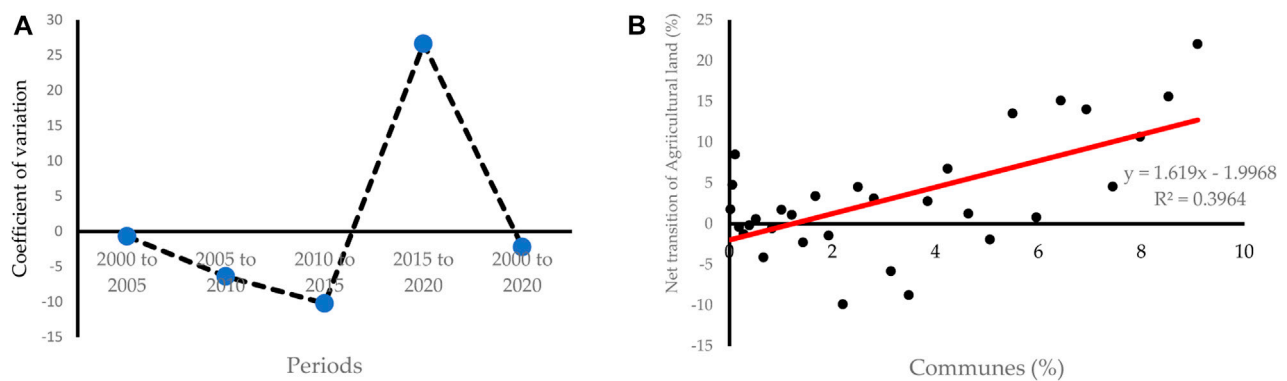 A
Coefficient of variation
30
25
20
15
10
5
0
-5
-10
-15
2000 to
2005
2005 to
2010
2010 to
2015
2015 to
2020
2000 to
2020
Periods
B
Net transition of Agriicultural land (%)
25
20
15
10
5
0
-5
-10
-15
0
2
4
6
8
10
y = 1.619x - 1.9968
R² = 0.3964
Communes (%)